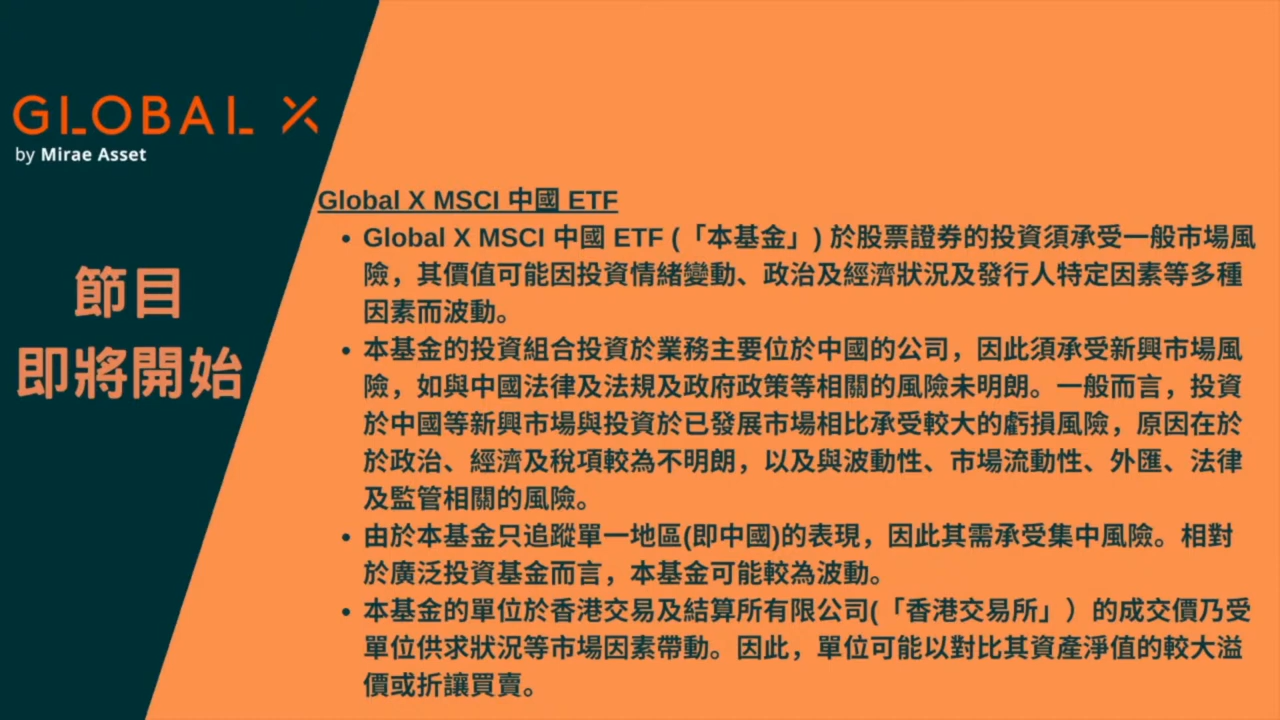 GLOBAL X
by Mirae Asset
節目
即將開始
Global X MSCI 中國 ETF
• Global X MSCI 中國 ETF (「本基金」) 於股票證券的投資須承受一般市場風
險，其價值可能因投資情緒變動、政治及經濟狀況及發行人特定因素等多種
因素而波動。
• 本基金的投資組合投資於業務主要位於中國的公司，因此須承受新興市場風
險，如與中國法律及法規及政府政策等相關的風險未明朗。一般而言，投資
於中國等新興市場與投資於已發展市場相比承受較大的虧損風險，原因在於
於政治、經濟及稅項較為不明朗，以及與波動性、市場流動性、外匯、法律
及監管相關的風險。
• 由於本基金只追蹤單一地區(即中國)的表現，因此其需承受集中風險。相對
於廣泛投資基金而言，本基金可能較為波動。
• 本基金的單位於香港交易及結算所有限公司(「香港交易所」）的成交價乃受
單位供求狀況等市場因素帶動。因此，單位可能以對比其資產淨值的較大溢
價或折讓買賣。